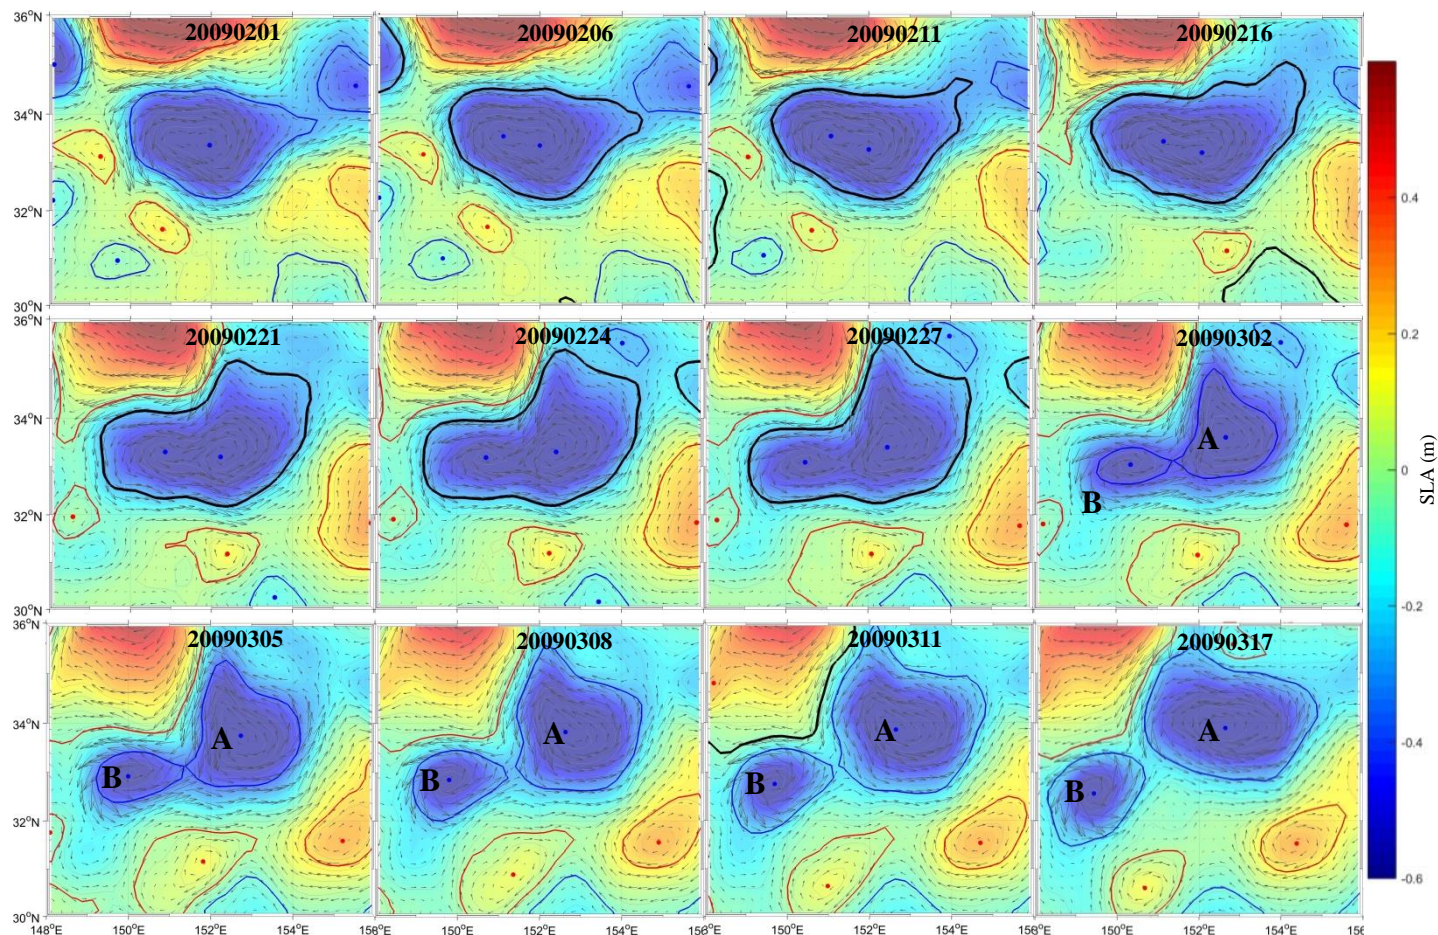 36°N
34°N
32°N
30°N
20090201
20090206
20090211
20090216
0.4
36°N
34°N
32°N
30°N
20090221
20090224
20090227
20090302
A
B
0.2
0
-0.2
-0.4
-0.6
SLA (m)
36°N
34°N
32°N
30°N
20090305
A
B
20090308
A
B
20090311
A
B
20090317
A
B
148°E 150°E 152°E 154°E 156°E
150°E 152°E 154°E 156°E
150°E 152°E 154°E 156°E
150°E 152°E 154°E